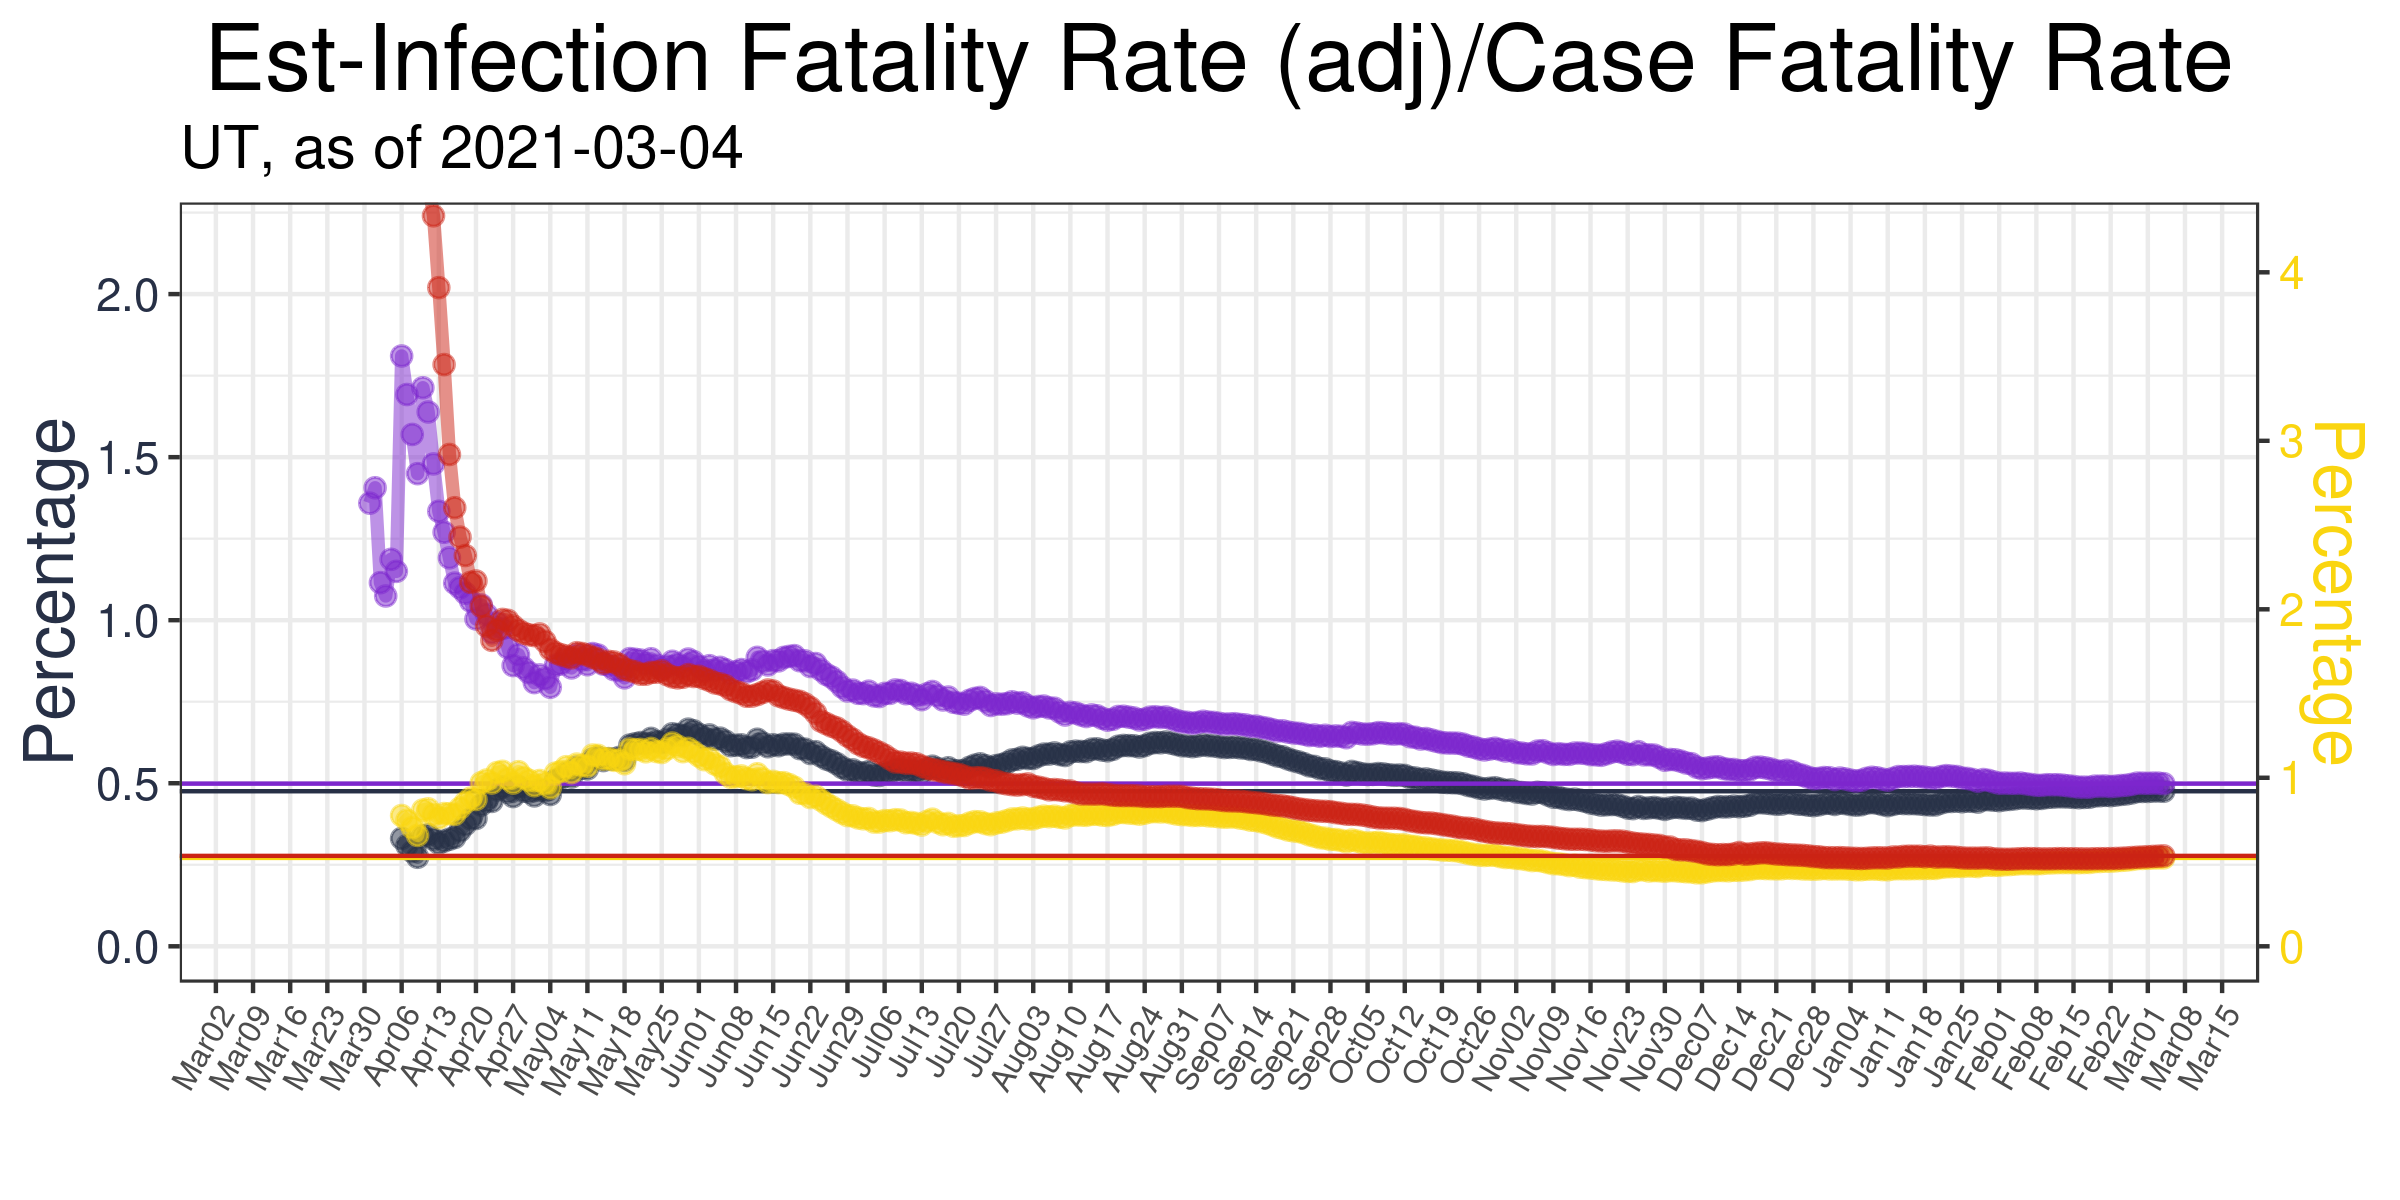 Est-Infection Fatality Rate (adj)/Case Fatality Rate
UT, as of 2021-03-04
Percentage
2.0
1.5
1.0
0.5
0.0
4
3
2
1
0
Percentage
Mar02
Mar09
Mar16
Mar23
Mar30
Apr06
Apr13
Apr20
Apr27
May04
May11
May18
May25
Jun01
Jun08
Jun15
Jun22
Jun29
Jul06
Jul13
Jul20
Jul27
Aug03
Aug10
Aug17
Aug24
Aug31
Sep07
Sep14
Sep21
Sep28
Oct05
Oct12
Oct19
Oct26
Nov02
Nov09
Nov16
Nov23
Nov30
Dec07
Dec14
Dec21
Dec28
Jan04
Jan11
Jan18
Jan25
Feb01
Feb08
Feb15
Feb22
Mar01
Mar08
Mar15